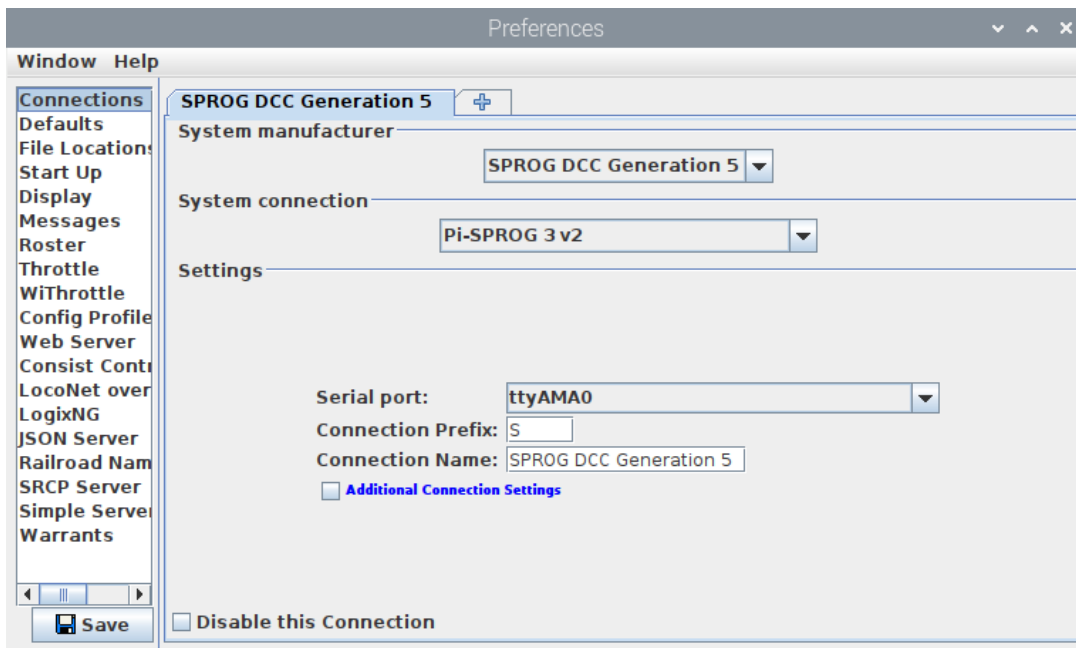 Preferences
Window Help
Connections
Defaults
File Locations
Start Up
Display
Messages
Roster
Throttle
WiThrottle
Config Profile
Web Server
Consist Contr
LocoNet over
LogixNG
JSON Server
Railroad Nam
SRCP Server
Simple Server
Warrants
Save
SPROG DCC Generation 5
System manufacturer
SPROG DCC Generation 5
System connection
Pi-SPROG 3 v2
Settings
Serial port: ttyAMA0
Connection Prefix: S
Connection Name: SPROG DCC Generation 5
Additional Connection Settings
Disable this Connection